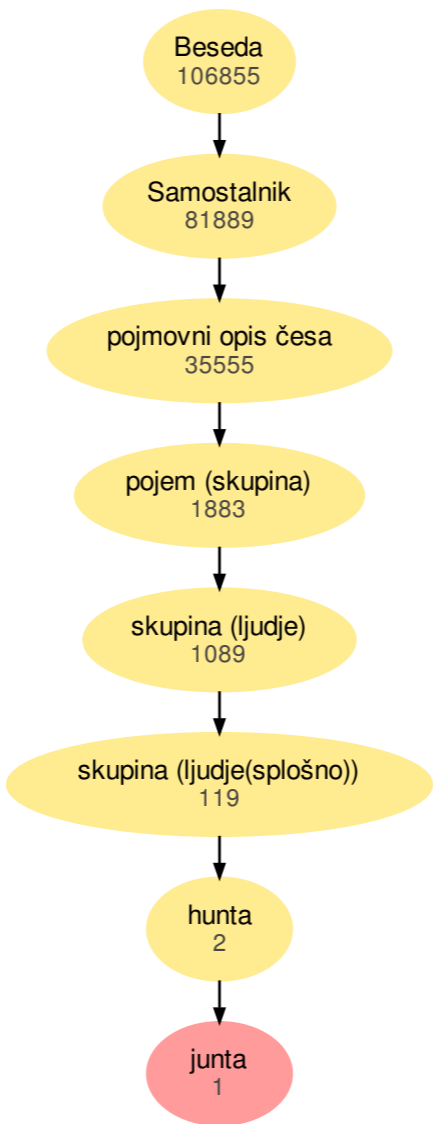 Beseda
106855
Samostalnik
81889
pojmovni opis česa
35555
pojem (skupina)
1883
skupina (ljudje)
1089
skupina (ljudje(splošno))
119
hunta
2
junta
1